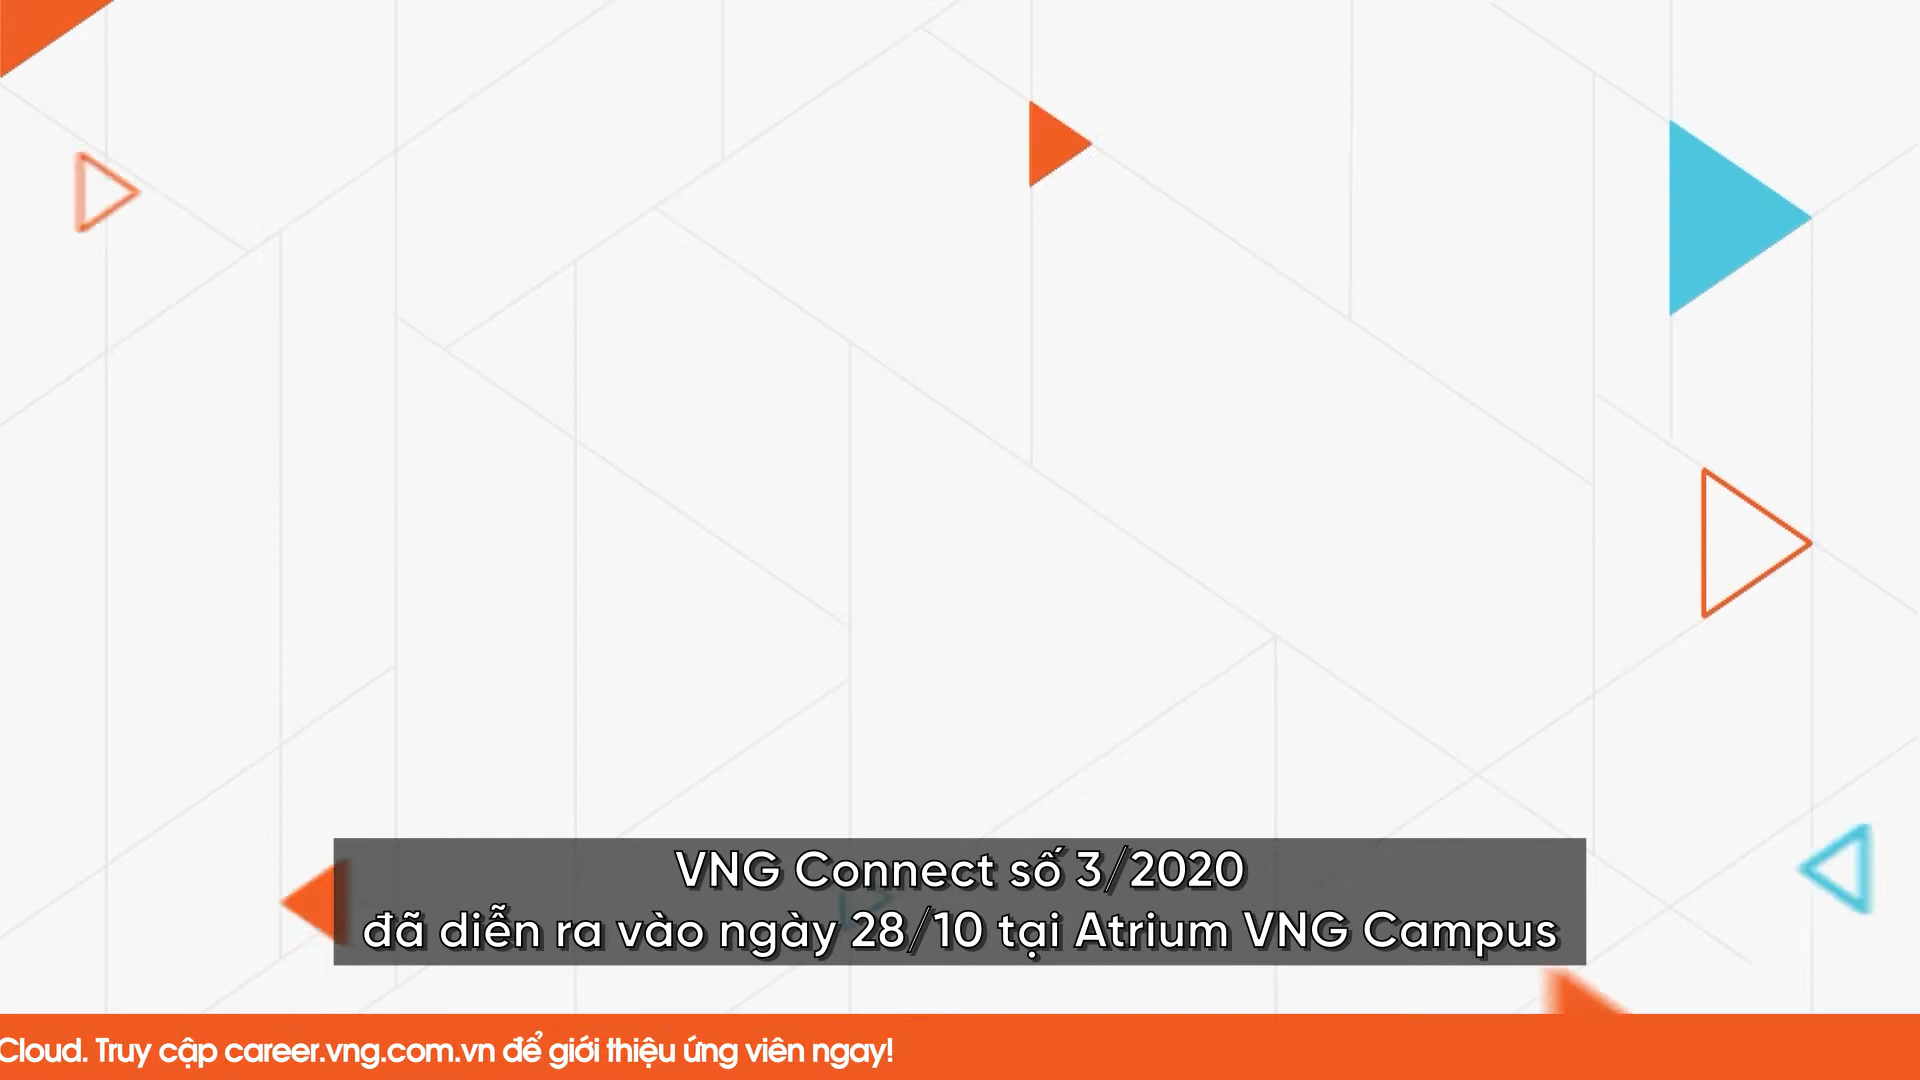 VNG Connect số 3/2020
đã diễn ra vào ngày 28/10 tại Atrium VNG Campus
Cloud. Truy cập career.vng.com.vn để giới thiệu ứng viên ngay!